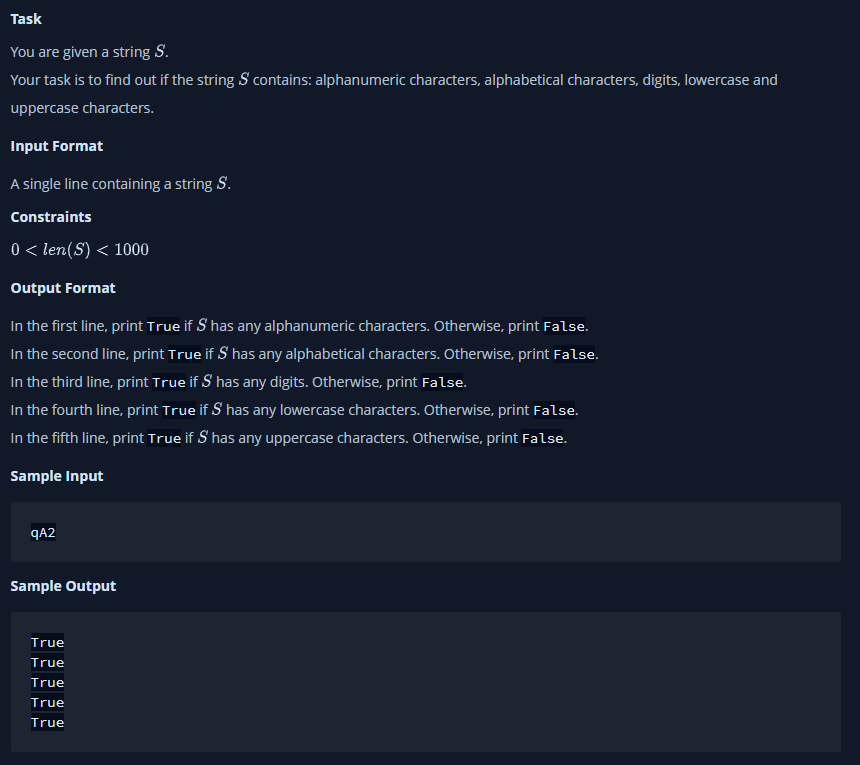 Task
You are given a string S.
Your task is to find out if the string S contains: alphanumeric characters, alphabetical characters, digits, lowercase and
uppercase characters.
Input Format
A single line containing a string S.
Constraints
0 < len(S) < 1000
Output Format
In the first line, print True if S has any alphanumeric characters. Otherwise, print False.
In the second line, print True if S has any alphabetical characters. Otherwise, print False.
In the third line, print True if S has any digits. Otherwise, print False.
In the fourth line, print True if S has any lowercase characters. Otherwise, print False.
In the fifth line, print True if S has any uppercase characters. Otherwise, print False.
Sample Input
qA2
Sample Output
True
True
True
True
True